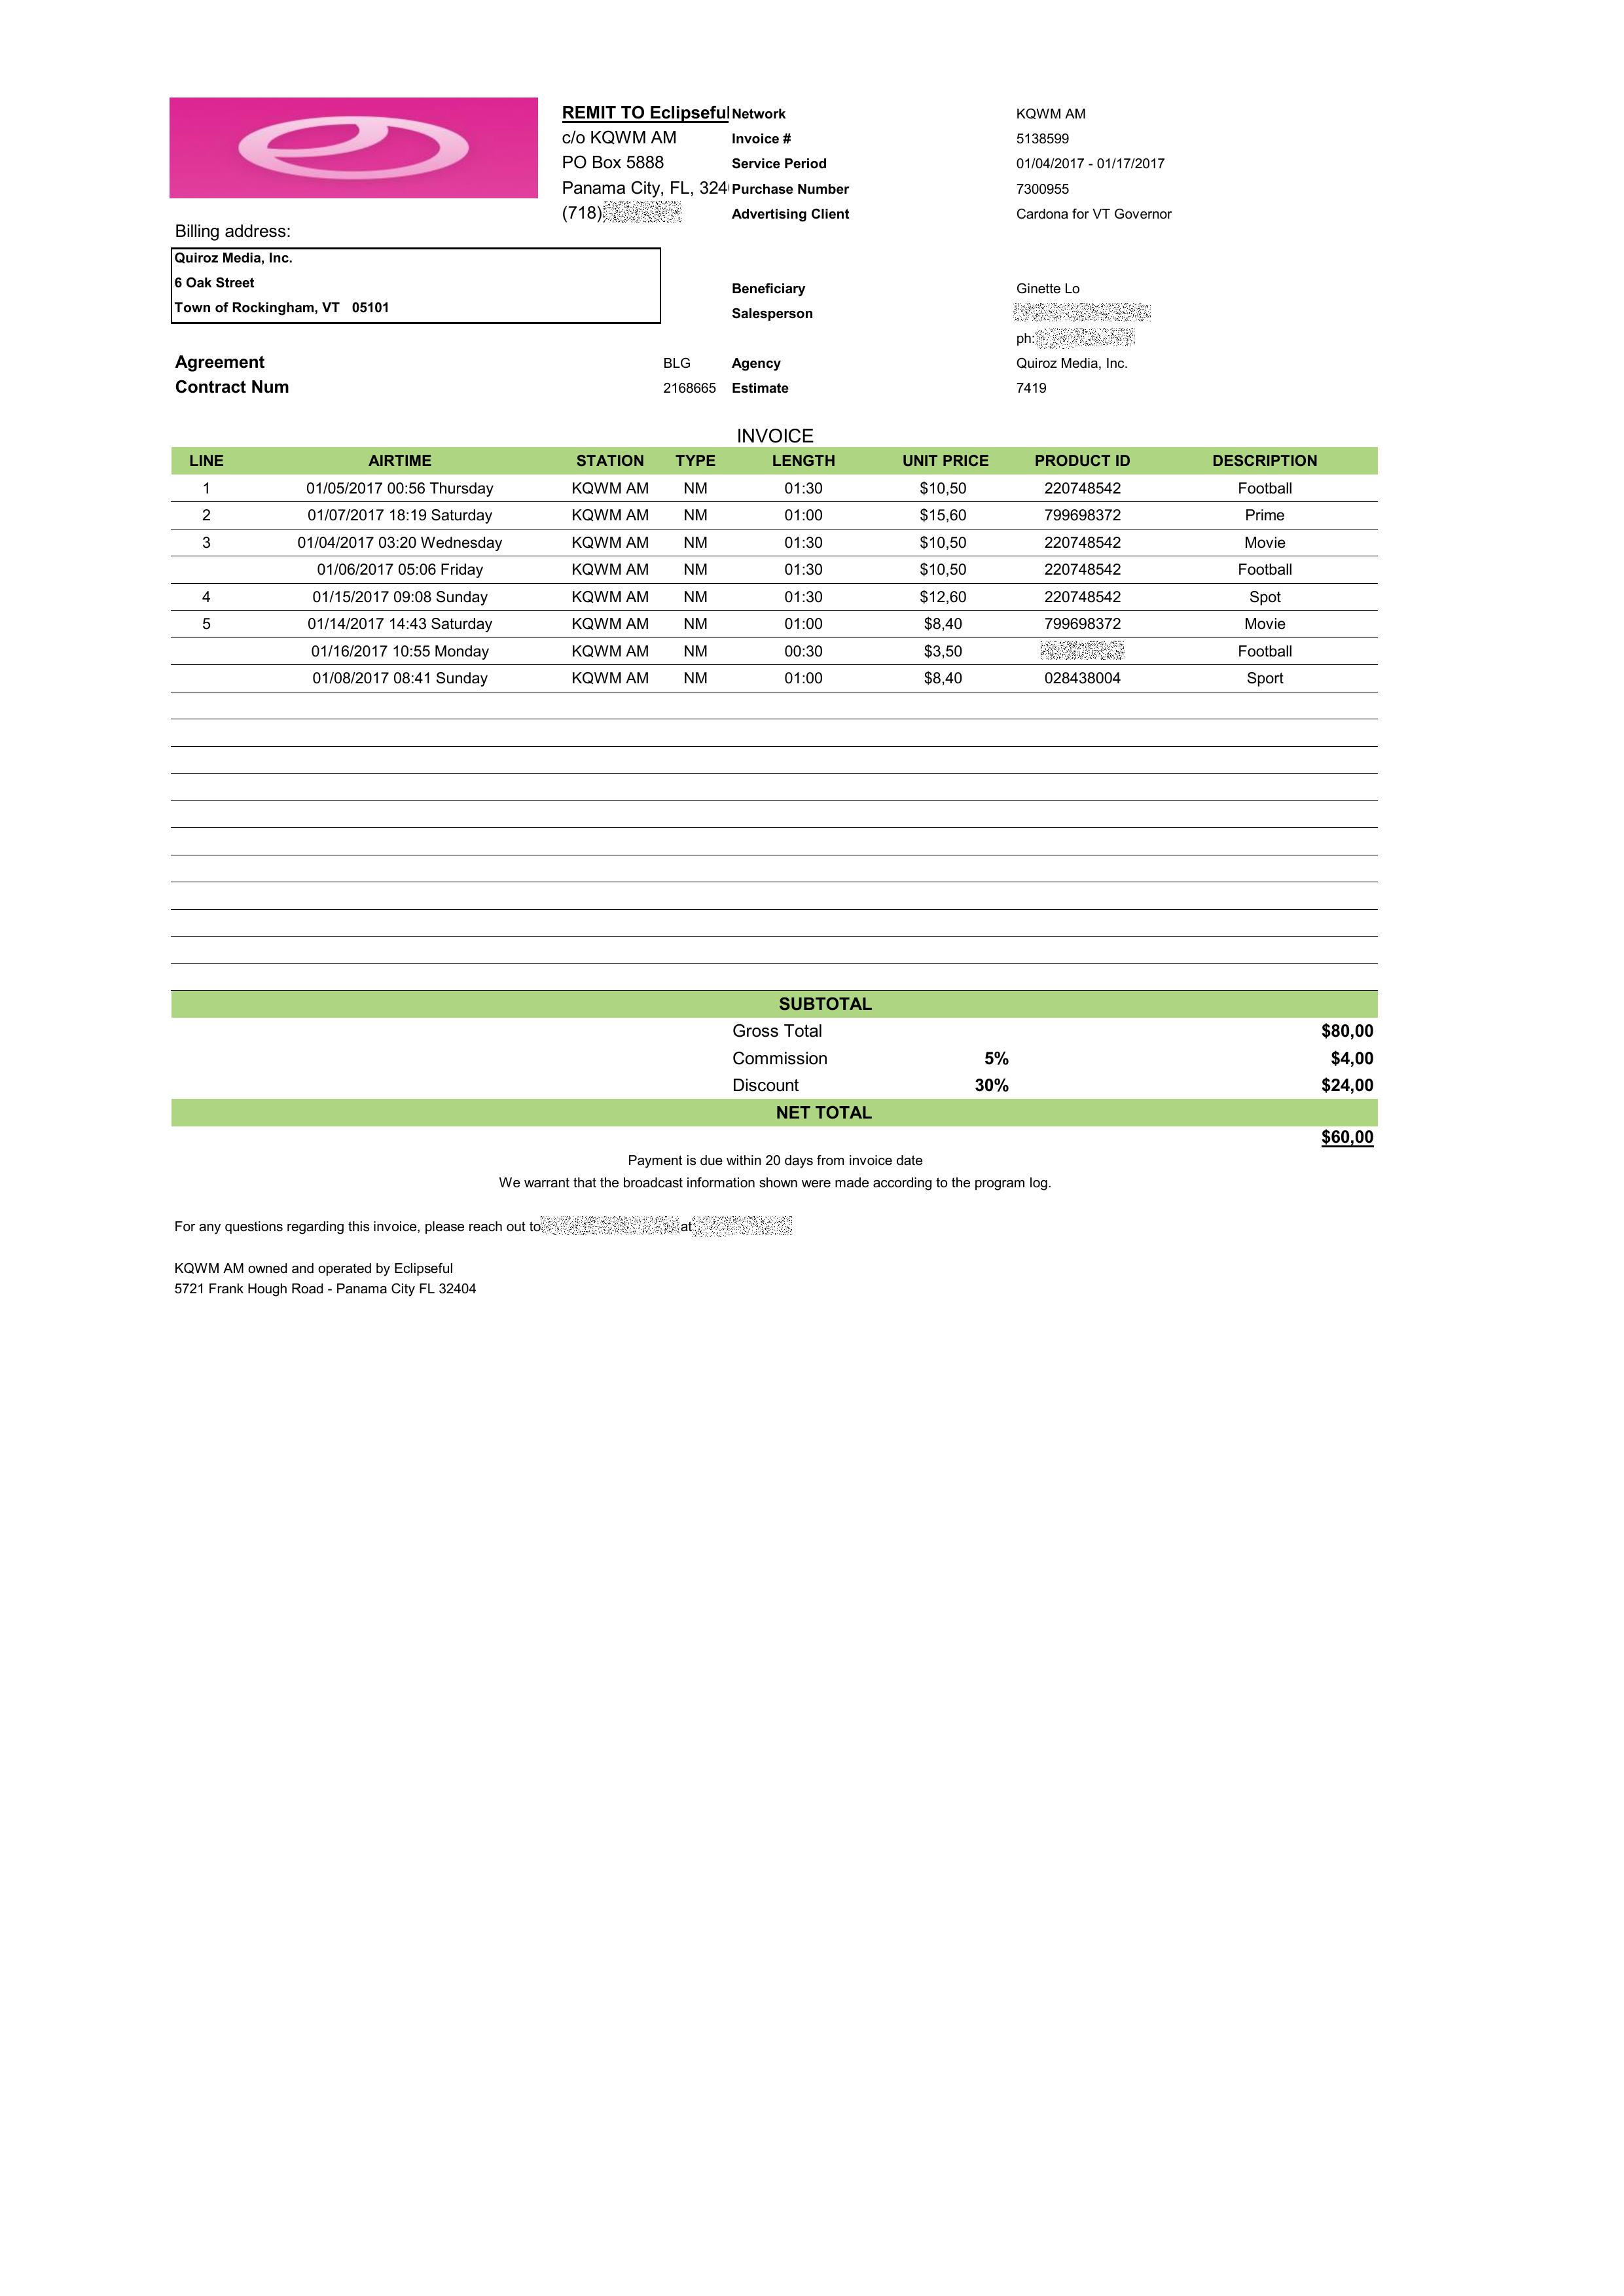 REMIT TO Eclipseful
c/o KQWM AM
PO Box 5888
Panama City, FL,
(718)
Network KQWM AM
Invoice # 5138599
Service Period 01/04/2017 - 01/17/2017
Purchase Number 7300955
Advertising Client Cardona for VT Governor
Billing address:
Quiroz Media, Inc.
6 Oak Street
Town of Rockingham, VT 05101
Beneficiary Ginette Lo
Salesperson
ph:
Agreement BLG Agency Quiroz Media, Inc.
Contract Num 2168665 Estimate 7419
INVOICE
LINE AIRTIME STATION TYPE LENGTH UNIT PRICE PRODUCT ID DESCRIPTION
1 01/05/2017 00:56 Thursday KQWM AM NM 01:30 $10,50 220748542 Football
2 01/07/2017 18:19 Saturday KQWM AM NM 01:00 $15,60 799698372 Prime
3 01/04/2017 03:20 Wednesday KQWM AM NM 01:30 $10,50 220748542 Movie
01/06/2017 05:06 Friday KQWM AM NM 01:30 $10,50 220748542 Football
4 01/15/2017 09:08 Sunday KQWM AM NM 01:30 $12,60 220748542 Spot
5 01/14/2017 14:43 Saturday KQWM AM NM 01:00 $8,40 799698372 Movie
01/16/2017 10:55 Monday KQWM AM NM 00:30 $3,50 Football
01/08/2017 08:41 Sunday KQWM AM NM 01:00 $8,40 028438004 Sport
SUBTOTAL
Gross Total $80,00
Commission 5% $4,00
Discount 30% $24,00
NET TOTAL
$60,00
Payment is due within 20 days from invoice date
We warrant that the broadcast information shown were made according to the program log.
For any questions regarding this invoice, please reach out to at
KQWM AM owned and operated by Eclipseful
5721 Frank Hough Road - Panama City FL 32404